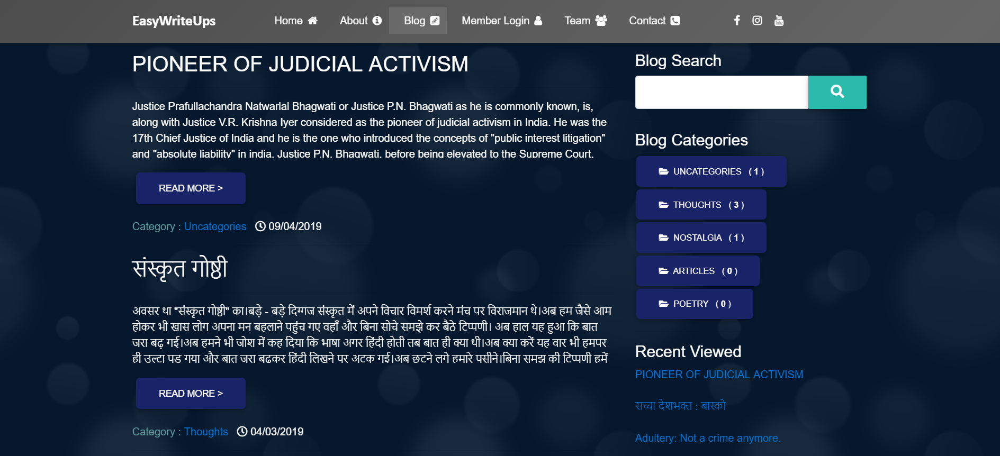 EasyWriteUps
Home
About
Blog
Member Login
Team
Contact
You
Tube
PIONEER OF JUDICIAL ACTIVISM
Justice Prafullachandra Natwarlal Bhagwati or Justice P.N. Bhagwati as he is commonly known, is,
along with Justice V.R. Krishna Iyer considered as the pioneer of judicial activism in India. He was the
17th Chief Justice of India and he is the one who introduced the concepts of "public interest litigation"
and "absolute liability" in india. Justice P.N. Bhagwati, before being elevated to the Supreme Court,
READ MORE >
Category : Uncategories 09/04/2019
संस्कृत गोष्ठी
अवसर था "संस्कृत गोष्ठी" का।बड़े - बड़े दिग्गज संस्कृत में अपने विचार विमर्श करने मंच पर विराजमान थे।अब हम जैसे आम
होकर भी खास लोग अपना मन बहलाने पहुंच गए वहाँ और बिना सोचे समझे कर बैठे टिप्पणी। अब हाल यह हुआ कि बात
जरा बढ़ गई।अब हमने भी जोश में कह दिया कि भाषा अगर हिंदी होती तब बात ही क्या थी।अब क्या करें यह वार भी हमपर
ही उल्टा पड़ गया और बात जरा बढ़कर हिंदी लिखने पर अटक गई।अब छूटने लगे हमारे पसीने।बिना समझ की टिप्पणी हमें
READ MORE >
Category : Thoughts 04/03/2019
Blog Search
Blog Categories
UNCATEGORIES ( 1 )
THOUGHTS ( 3 )
NOSTALGIA ( 1 )
ARTICLES ( 0 )
POETRY ( 0 )
Recent Viewed
PIONEER OF JUDICIAL ACTIVISM
सच्चा देशभक्त : बास्को
Adultery: Not a crime anymore.